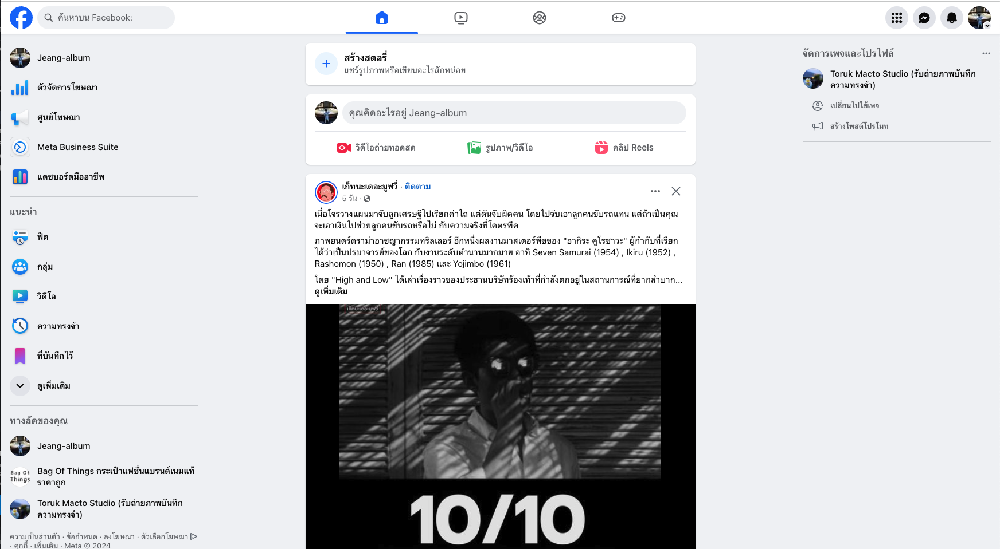 ค้นหาบน Facebook:
Jeang-album
ตัวจัดการโฆษณา
ศูนย์โฆษณา
Meta Business Suite
แดชบอร์ดมืออาชีพ
แนะนำ
ฟีด
กลุ่ม
วิดีโอ
ความทรงจำ
ที่บันทึกไว้
ดูเพิ่มเติม
ทางลัดของคุณ
Jeang-album
Bag Of Things
Bag Of Things กระเป๋าแฟชั่นแบรนด์เนมแท้
ราคาถูก
Toruk Macto Studio (รับถ่ายภาพบันทึก
ความทรงจำ)
ความเป็นส่วนตัว · ข้อกำหนด · ลงโฆษณา · ตัวเลือกโฆษณา
· คุกกี้ · เพิ่มเติม · Meta © 2024
สร้างสตอรี่
แชร์รูปภาพหรือเขียนอะไรสักหน่อย
คุณคิดอะไรอยู่ Jeang-album
วิดีโอถ่ายทอดสด
รูปภาพ/วิดีโอ
คลิป Reels
เก็ทนะเดอะมูฟวี่ · ติดตาม
5 วัน ·
เมื่อโจรวางแผนมาจับลูกเศรษฐีไปเรียกค่าไถ แต่ดันจับผิดคน โดยไปจับเอาลูกคนขับรถแทน แต่ถ้าเป็นคุณ
จะเอาเงินไปช่วยลูกคนขับรถหรือไม่ กับความจริงที่โคตรพีค
ภาพยนตร์ดราม่าอาชญากรรมทริลเลอร์ อีกหนึ่งผลงานมาสเตอร์พีซของ "อากิระ คูโรซาวะ" ผู้กำกับที่เรียก
ได้ว่าเป็นปรมาจารย์ของโลก กับงานระดับตำนานมากมาย อาทิ Seven Samurai (1954) , Ikiru (1952) ,
Rashomon (1950) , Ran (1985) และ Yojimbo (1961)
โดย "High and Low" ได้เล่าเรื่องราวของประธานบริษัทร้องเท้าที่กำลังตกอยู่ในสถานการณ์ที่ยากลำบาก...
ดูเพิ่มเติม
เก็ทนะเดอะมูฟวี่
10/10
จัดการเพจและโปรไฟล์
Toruk Macto Studio (รับถ่ายภาพบันทึก
ความทรงจำ)
เปลี่ยนไปใช้เพจ
สร้างโพสต์โปรโมท